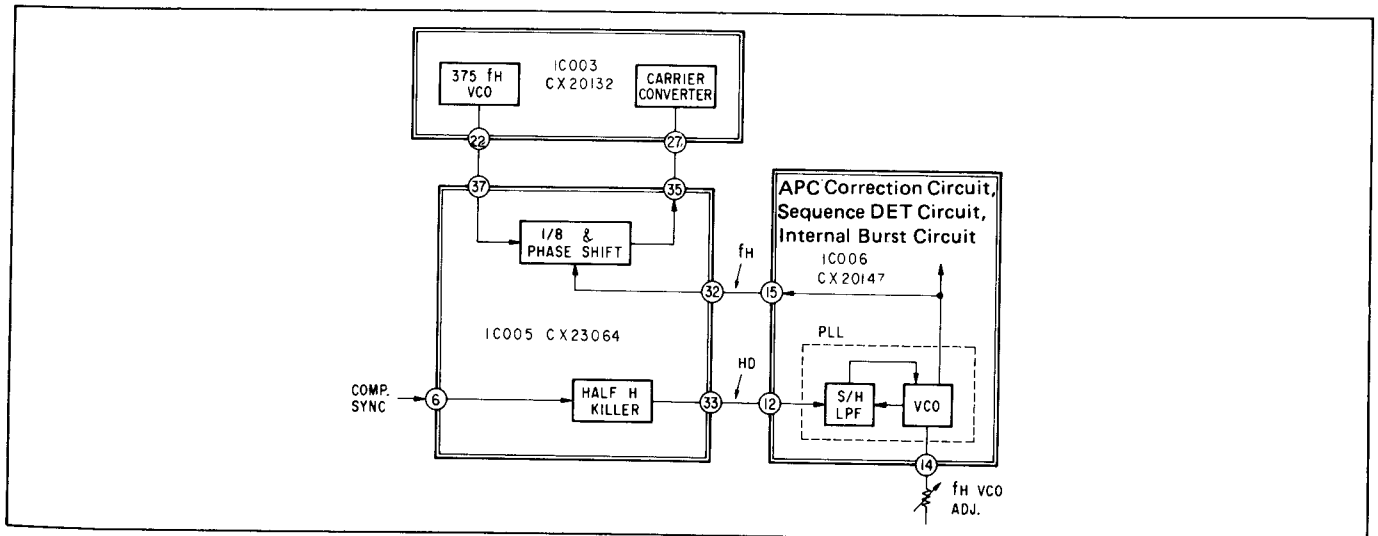 IC003
CX20132
375 fH
VCO
CARRIER
CONVERTER
22
27
37
35
1/8 &
PHASE SHIFT
fH
32
15
APC Correction Circuit,
Sequence DET Circuit,
Internal Burst Circuit
IC006
CX20147
PLL
IC005 CX23064
HD
COMP.
SYNC
6
HALF H
KILLER
33
12
S/H
LPF
VCO
14
fH VCO
ADJ.